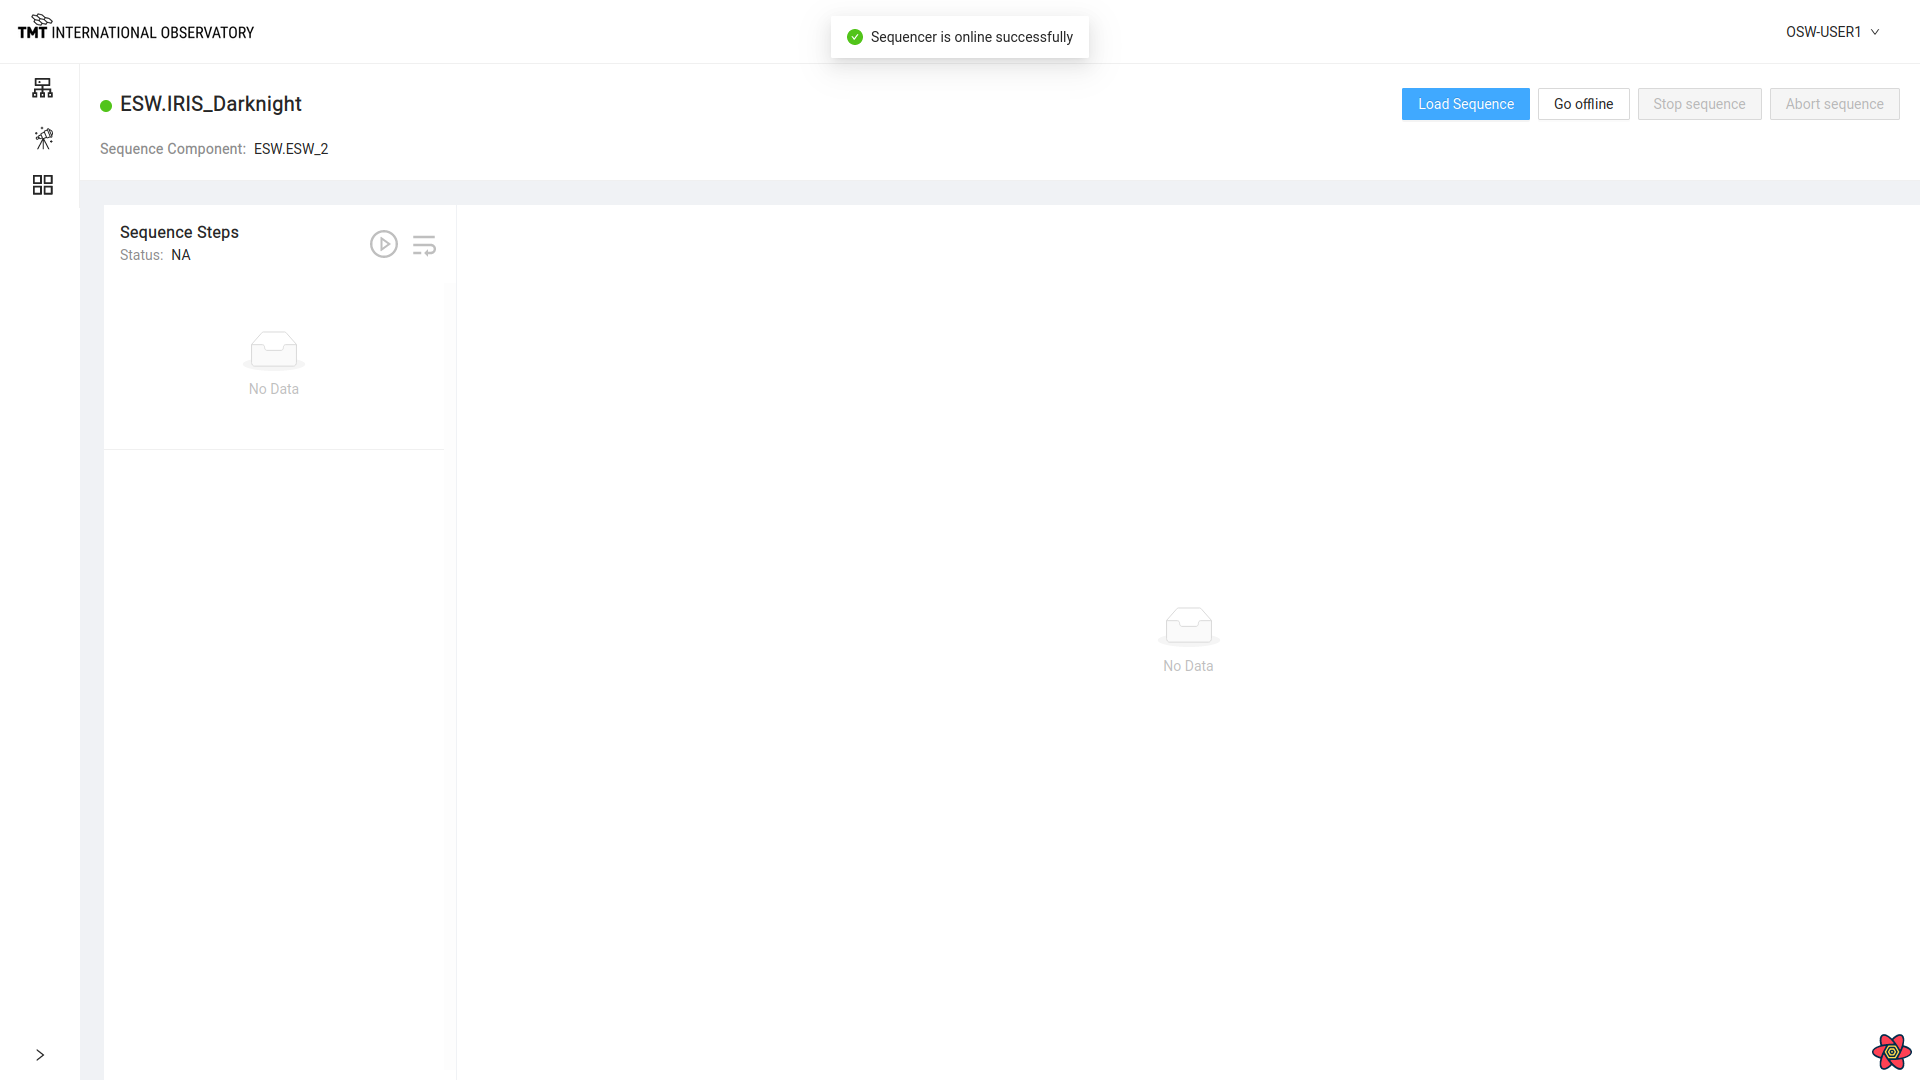 TMT INTERNATIONAL OBSERVATORY
Sequencer is online successfully
OSW-USER1
ESW.IRIS_Darknight
Load Sequence
Go offline
Stop sequence
Abort sequence
Sequence Component: ESW.ESW_2
Sequence Steps
Status: NA
No Data
No Data